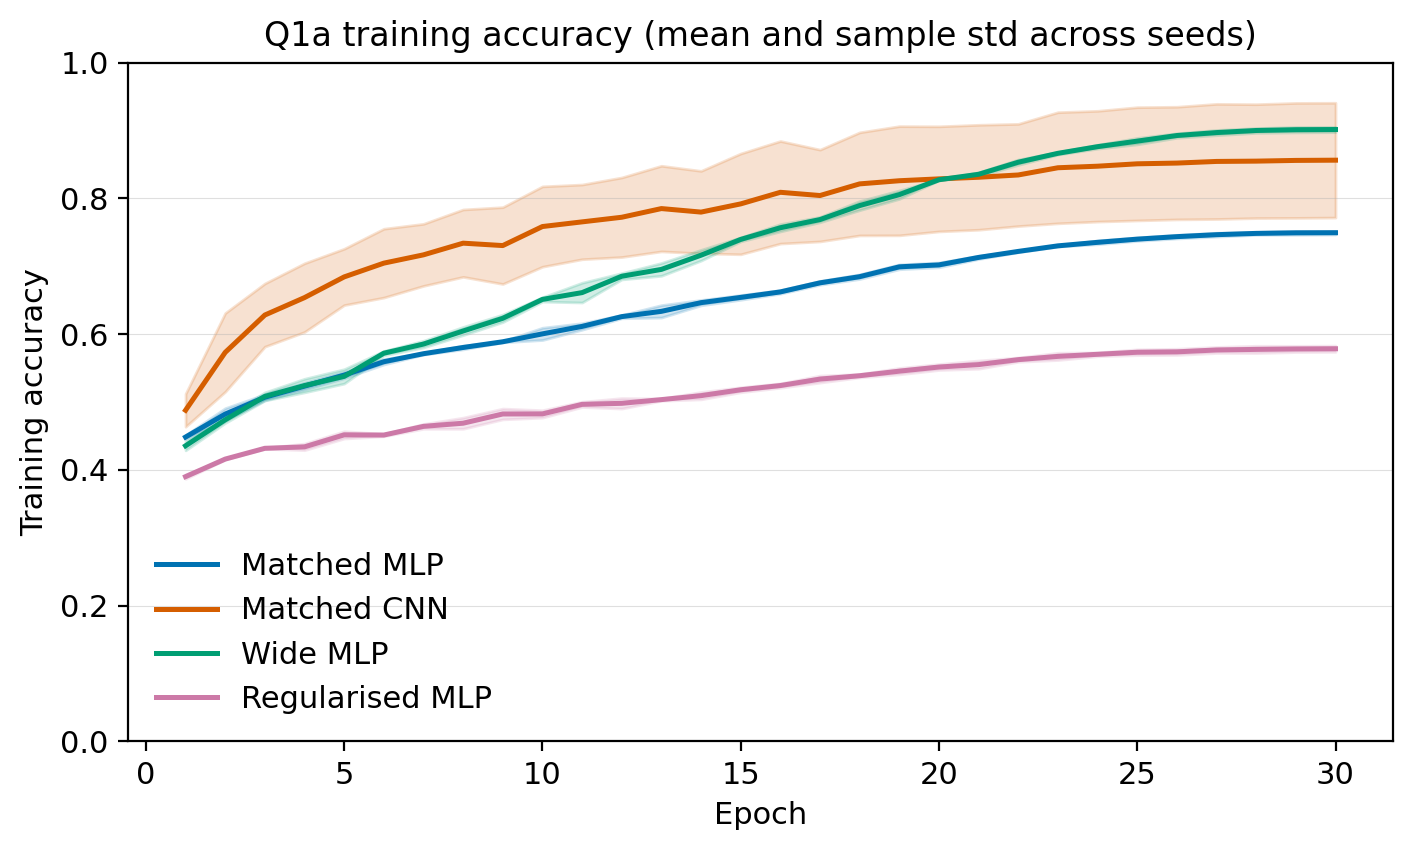 Q1a training accuracy (mean and sample std across seeds)
1.0
0.8
0.6
0.4
0.2
0.0
Training accuracy
Matched MLP
Matched CNN
Wide MLP
Regularised MLP
0 5 10 15 20 25 30
Epoch